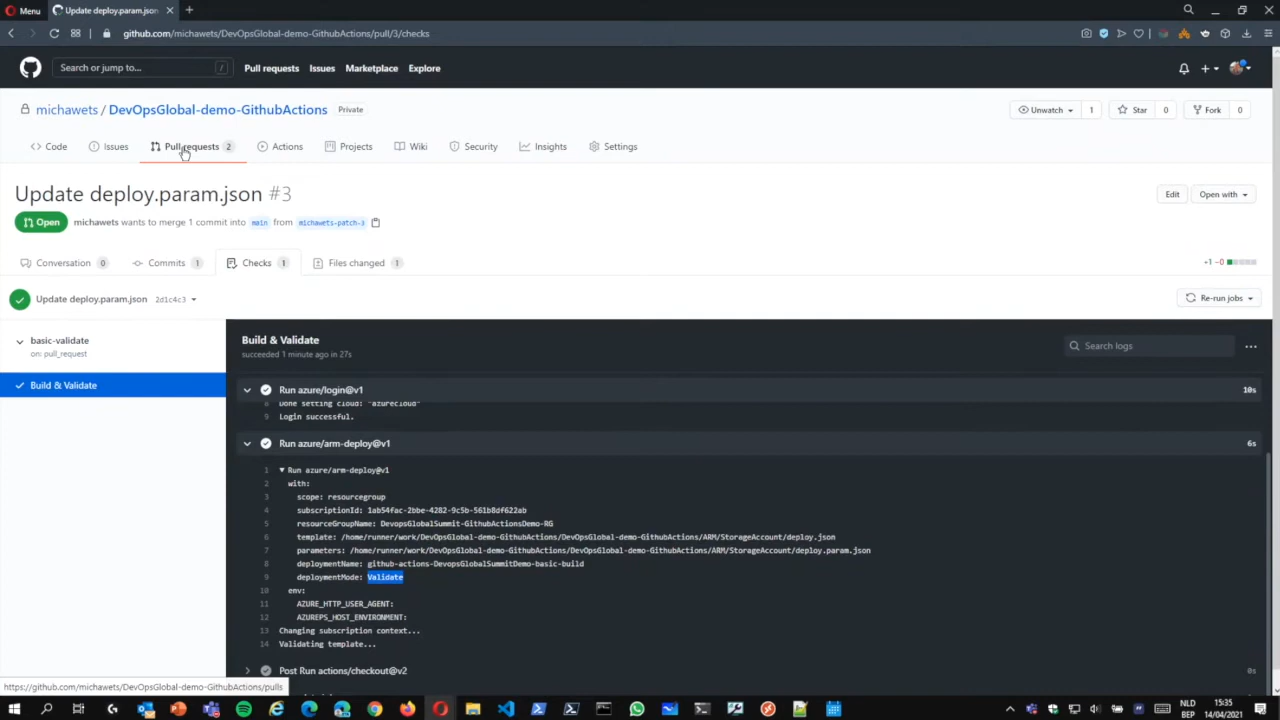 Menu
Update deploy.param.json
github.com/michawets/DevOpsGlobal-demo-GithubActions/pull/3/checks
Search or jump to... /
Pull requests Issues Marketplace Explore
michawets / DevOpsGlobal-demo-GithubActions Private
Unwatch 1 Star 0 Fork 0
Code Issues Pull requests 2 Actions Projects Wiki Security Insights Settings
Update deploy.param.json #3
Edit Open with
Open michawets wants to merge 1 commit into main from michawets-patch-3
Conversation 0 Commits 1 Checks 1 Files changed 1
+1 −0
Update deploy.param.json 2d1c4c3
Re-run jobs
basic-validate
on: pull_request
Build & Validate
Build & Validate
succeeded 1 minute ago in 27s
Search logs
Run azure/login@v1 10s
8 Done setting cloud: "azurecloud"
9 Login successful.
Run azure/arm-deploy@v1 6s
1 Run azure/arm-deploy@v1
2 with:
3 scope: resourcegroup
4 subscriptionId: 1ab54fac-2bbe-4282-9c5b-561b8df622ab
5 resourceGroupName: DevopsGlobalSummit-GithubActionsDemo-RG
6 template: /home/runner/work/DevOpsGlobal-demo-GithubActions/DevOpsGlobal-demo-GithubActions/ARM/StorageAccount/deploy.json
7 parameters: /home/runner/work/DevOpsGlobal-demo-GithubActions/DevOpsGlobal-demo-GithubActions/ARM/StorageAccount/deploy.param.json
8 deploymentName: github-actions-DevopsGlobalSummitDemo-basic-build
9 deploymentMode: Validate
10 env:
11 AZURE_HTTP_USER_AGENT:
12 AZUREPS_HOST_ENVIRONMENT:
13 Changing subscription context...
14 Validating template...
Post Run actions/checkout@v2 0s
https://github.com/michawets/DevOpsGlobal-demo-GithubActions/pulls
NLD
BEP
15:35
14/04/2021